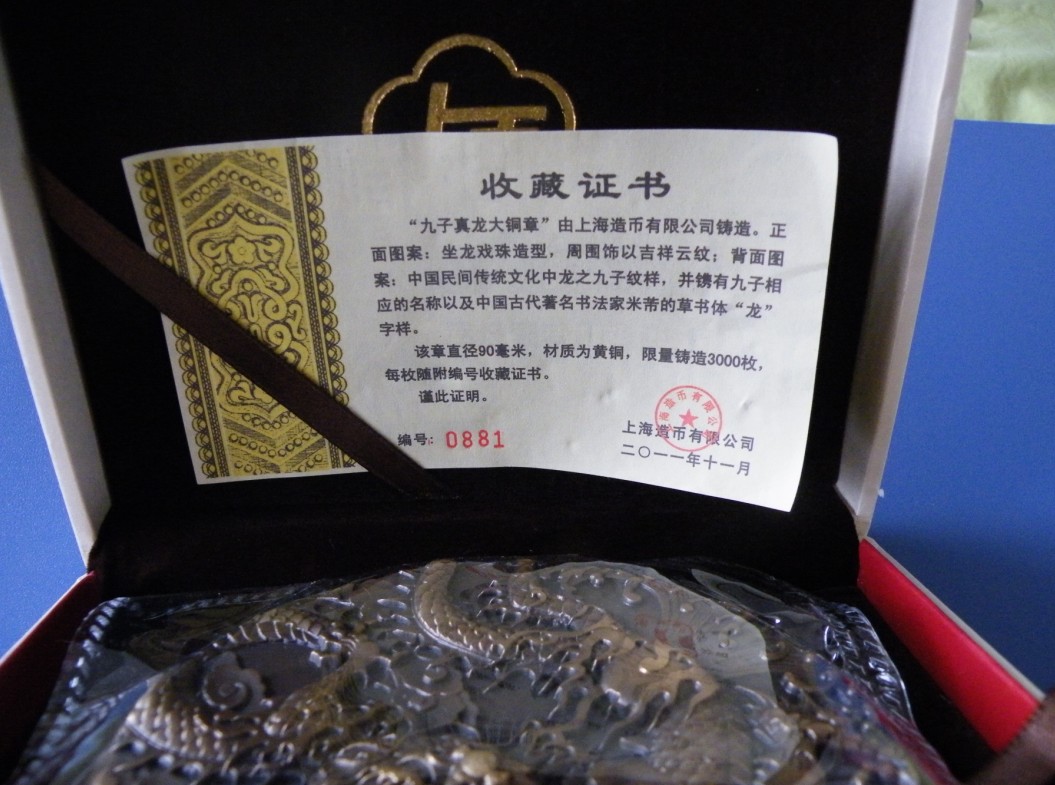 收藏证书
“九子真龙大铜章”由上海造币有限公司铸造。正
面图案：坐龙戏珠造型，周围饰以吉祥云纹；背面图
案：中国民间传统文化中龙之九子纹样，并镌有九子相
应的名称以及中国古代著名书法家米芾的草书体“龙”
字样。
该章直径90毫米，材质为黄铜，限量铸造3000枚，
每枚随附编号收藏证书。
谨此证明。
编号：0881
上海造币有限公司
二〇一一年十一月